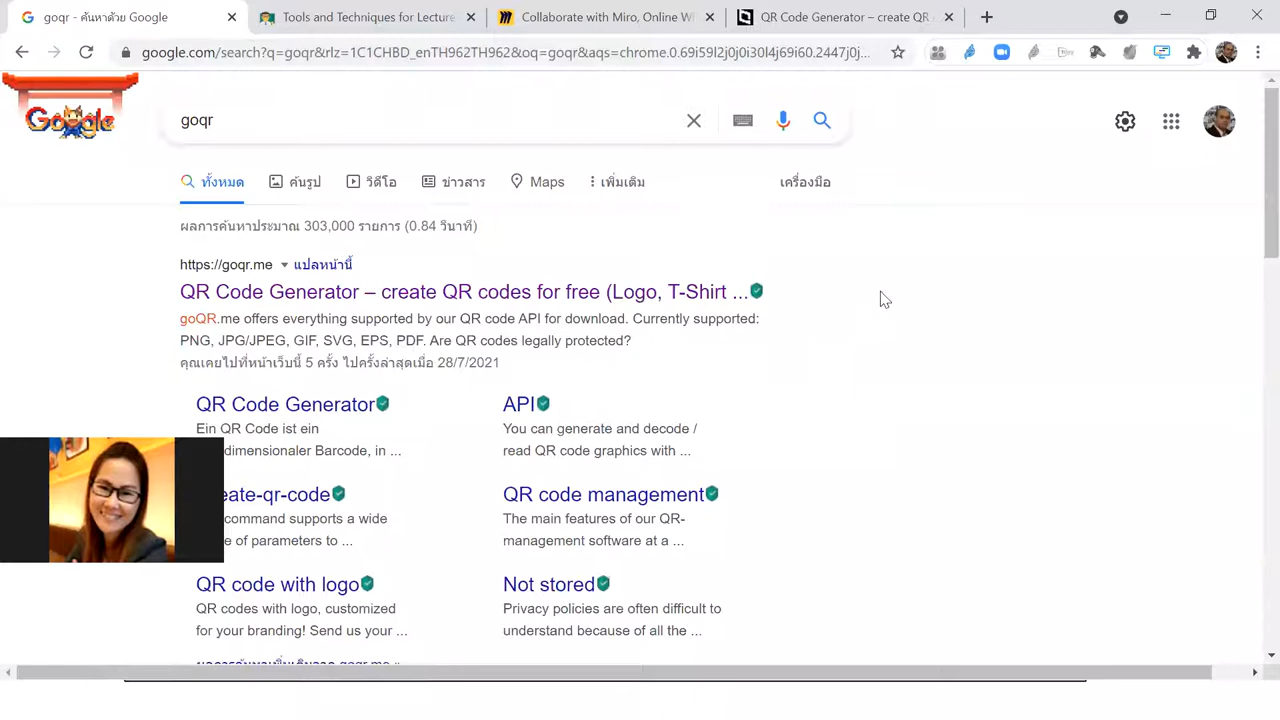 goqr - ค้นหาด้วย Google
Tools and Techniques for Lecture
Collaborate with Miro, Online W
QR Code Generator – create QR
google.com/search?q=goqr&rlz=1C1CHBD_enTH962TH962&oq=goqr&aqs=chrome.0.69i59l2j0j0i30l4j69i60.2447j0j...
Google
goqr
ทั้งหมด
ค้นรูป
วิดีโอ
ข่าวสาร
Maps
เพิ่มเติม
เครื่องมือ
ผลการค้นหาประมาณ 303,000 รายการ (0.84 วินาที)
https://goqr.me แปลหน้านี้
QR Code Generator – create QR codes for free (Logo, T-Shirt ...
goQR.me offers everything supported by our QR code API for download. Currently supported:
PNG, JPG/JPEG, GIF, SVG, EPS, PDF. Are QR codes legally protected?
คุณเคยไปที่หน้าเว็บนี้ 5 ครั้ง ไปครั้งล่าสุดเมื่อ 28/7/2021
QR Code Generator
Ein QR Code ist ein
dimensionaler Barcode, in ...
API
You can generate and decode /
read QR code graphics with ...
eate-qr-code
command supports a wide
e of parameters to ...
QR code management
The main features of our QR-
management software at a ...
QR code with logo
QR codes with logo, customized
for your branding! Send us your ...
Not stored
Privacy policies are often difficult to
understand because of all the ...